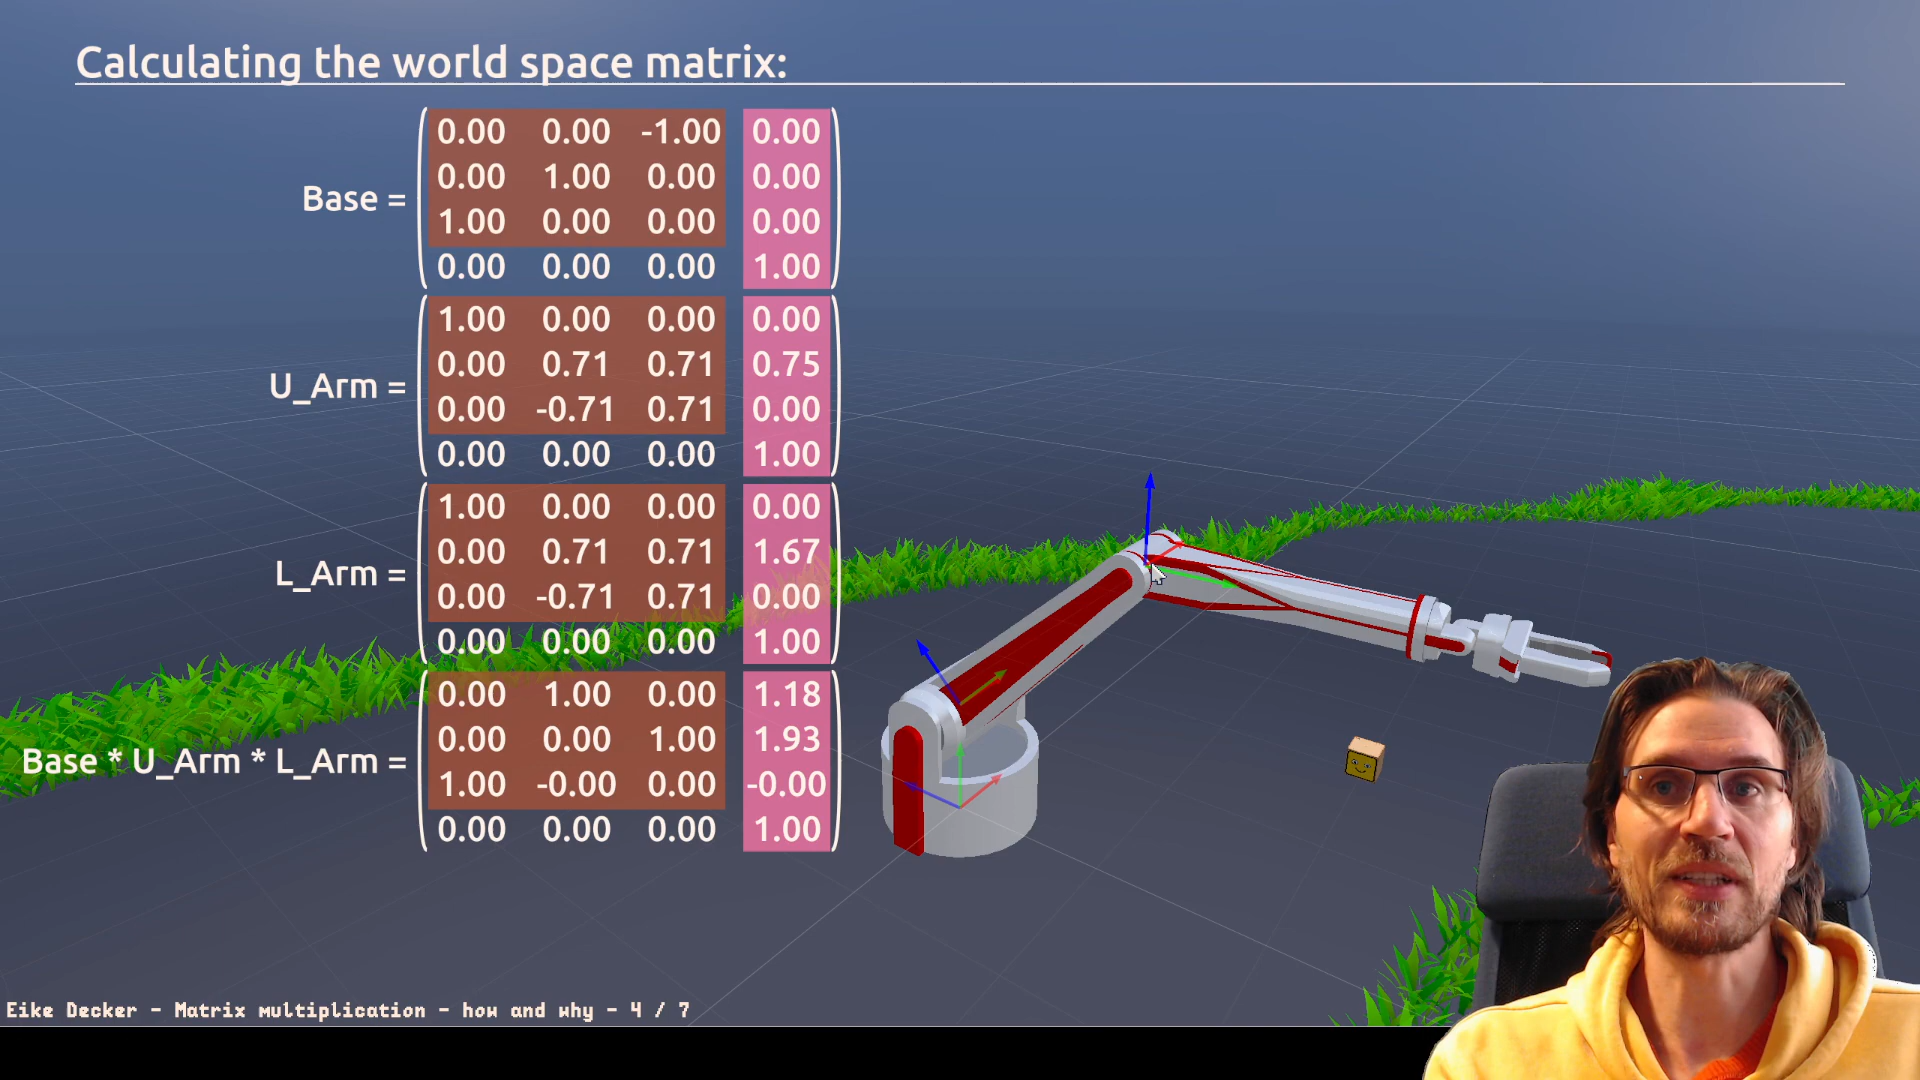 Calculating the world space matrix:
0.00 0.00 -1.00 0.00
0.00 1.00 0.00 0.00
Base =
1.00 0.00 0.00 0.00
0.00 0.00 0.00 1.00
1.00 0.00 0.00 0.00
0.00 0.71 0.71 0.75
U_Arm =
0.00 -0.71 0.71 0.00
0.00 0.00 0.00 1.00
1.00 0.00 0.00 0.00
0.00 0.71 0.71 1.67
L_Arm =
0.00 -0.71 0.71 0.00
0.00 0.00 0.00 1.00
0.00 1.00 0.00 1.18
0.00 0.00 1.00 1.93
Base * U_Arm * L_Arm =
1.00 -0.00 0.00 -0.00
0.00 0.00 0.00 1.00
Eike Decker - Matrix multiplication - how and why - 4 / 7